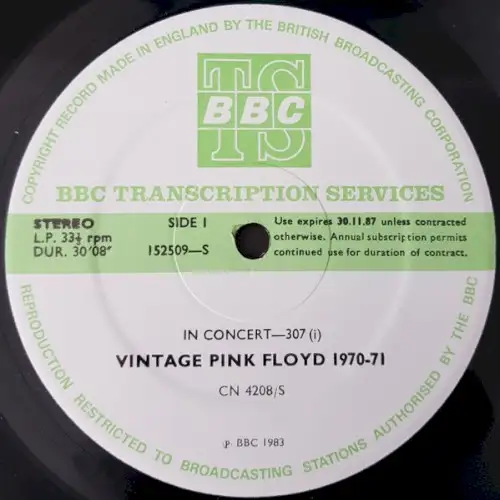 COPYRIGHT RECORD MADE IN ENGLAND BY THE BRITISH BROADCASTING CORPORATION
TS
BBC
BBC TRANSCRIPTION SERVICES
STEREO
L.P. 33⅓ rpm
DUR. 30'08"
SIDE 1
152509—S
Use expires 30.11.87 unless contracted
otherwise. Annual subscription permits
continued use for duration of contract.
IN CONCERT—307 (i)
VINTAGE PINK FLOYD 1970-71
CN 4208/S
℗ BBC 1983
REPRODUCTION RESTRICTED TO BROADCASTING STATIONS AUTHORISED BY THE BBC